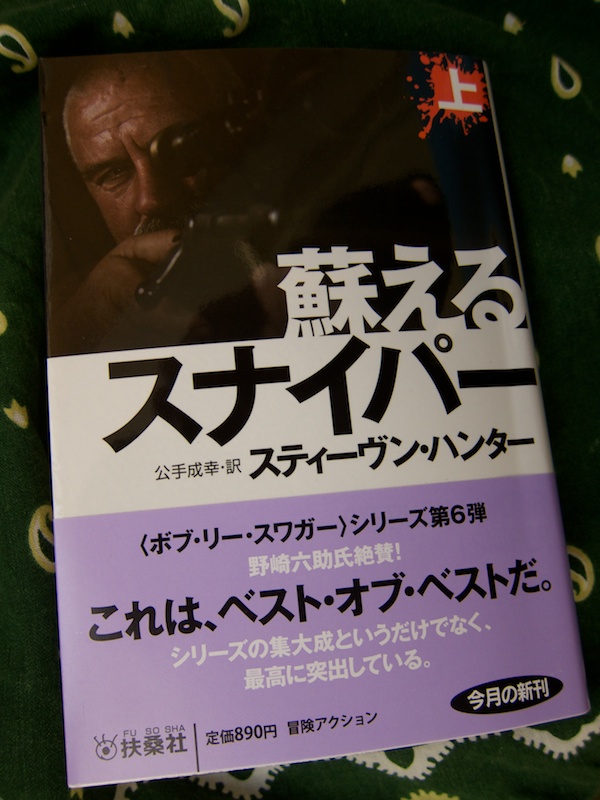 上
蘇える
スナイパー
公手成幸・訳 スティーヴン・ハンター
〈ボブ・リー・スワガー〉シリーズ第6弾
野崎六助氏絶賛!
これは、ベスト・オブ・ベストだ。
シリーズの集大成というだけでなく、
最高に突出している。
今月の新刊
FU SO SHA
扶桑社 定価890円 冒険アクション